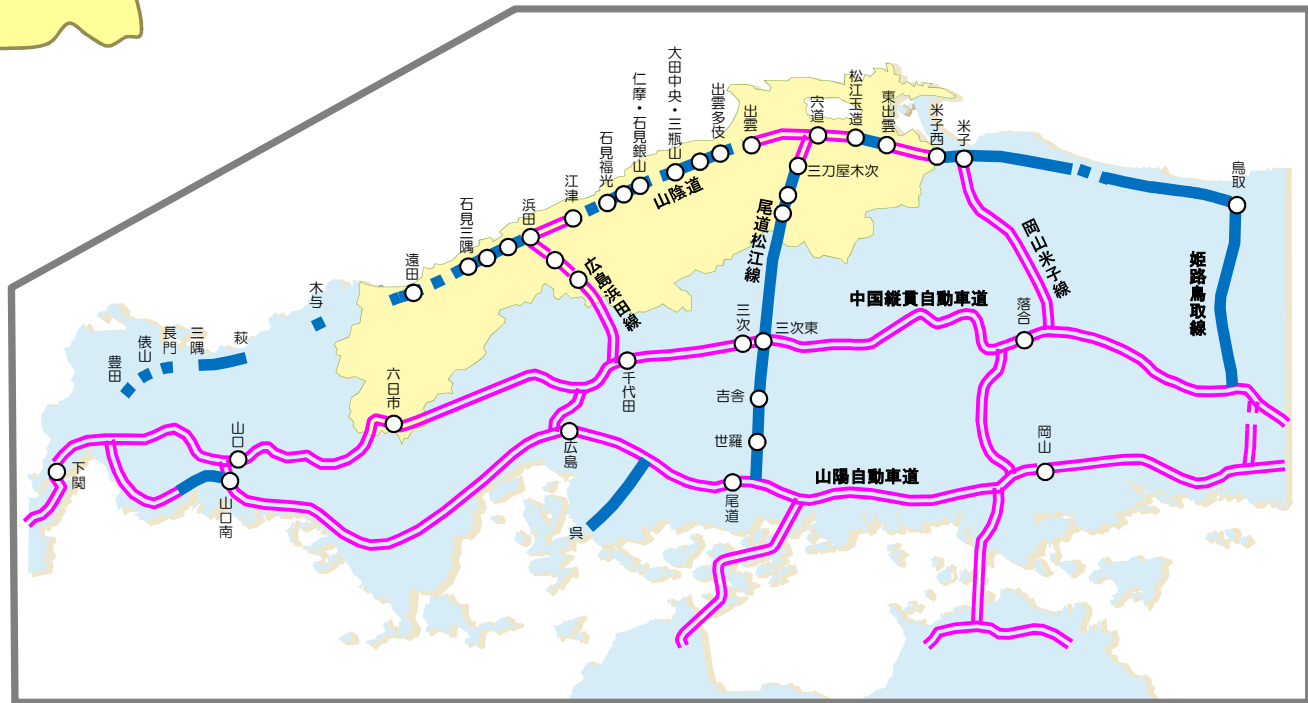 大田中央・三瓶山
仁摩・石見銀山
出雲多伎
出雲
宍道
松江玉造
東出雲
米子西
米子
鳥取
石見福光
江津
浜田
石見三隅
遠田
山陰道
三刀屋木次
尾道松江線
岡山米子線
姫路鳥取線
広島浜田線
中国縦貫自動車道
木与
萩
三隅
長門
俵山
豊田
六日市
千代田
三次
三次東
落合
吉舎
世羅
山口
山口南
下関
広島
呉
尾道
山陽自動車道
岡山